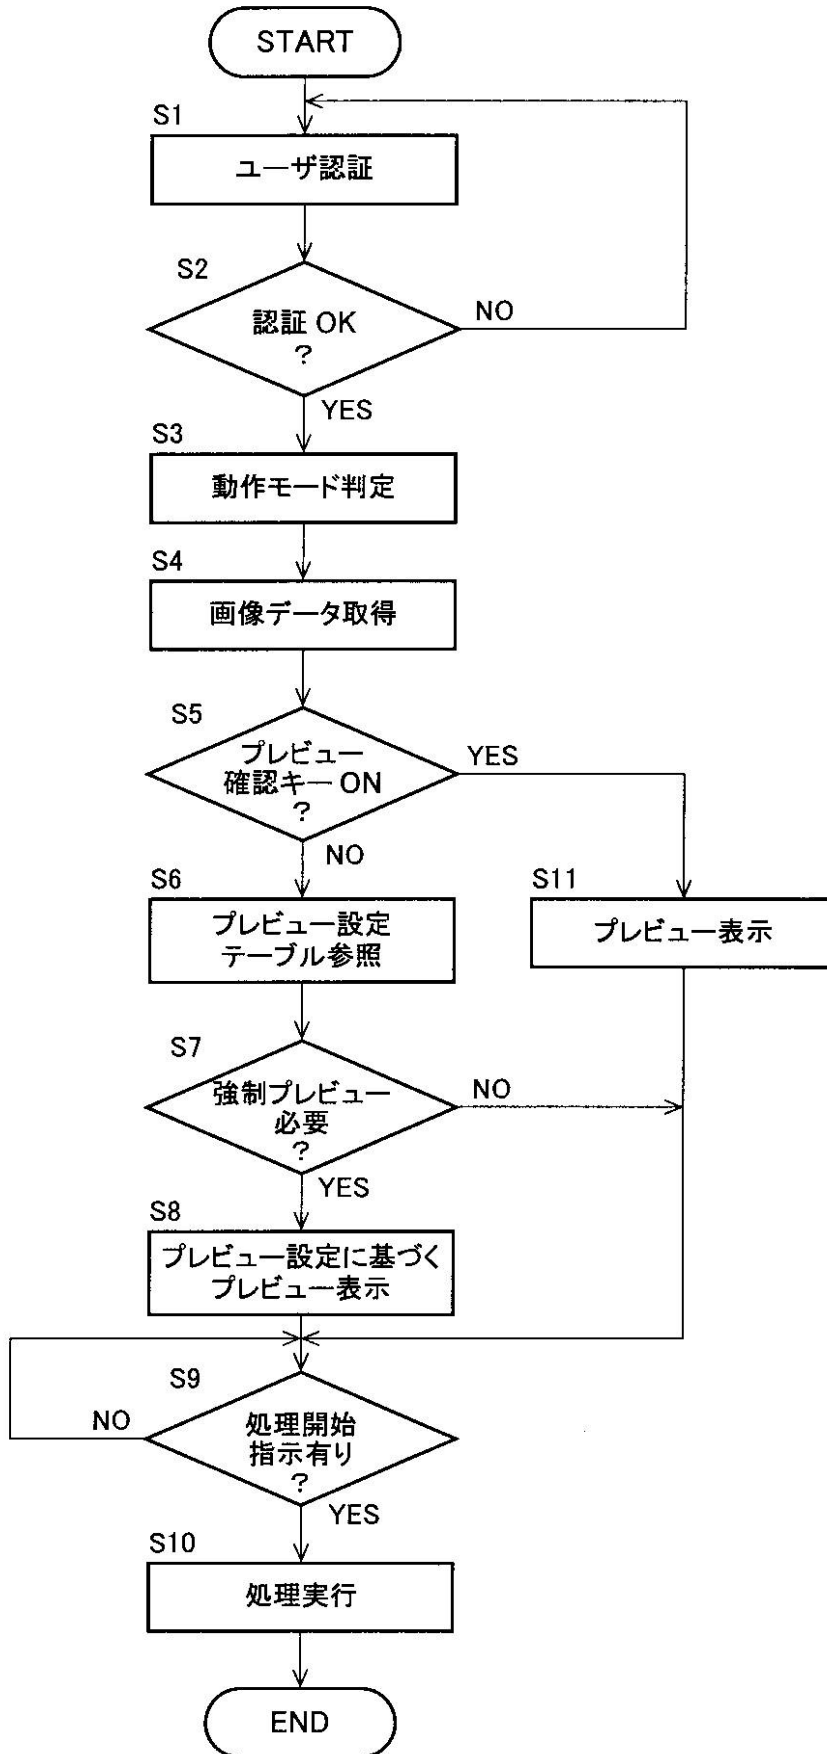 START
S1
ユーザ認証
S2
認証 OK
?
NO
YES
S3
動作モード判定
S4
画像データ取得
S5
プレビュー
確認キー ON
?
YES
NO
S6
プレビュー設定
テーブル参照
S11
プレビュー表示
S7
強制プレビュー
必要
?
NO
YES
S8
プレビュー設定に基づく
プレビュー表示
S9
処理開始
指示有り
?
NO
YES
S10
処理実行
END